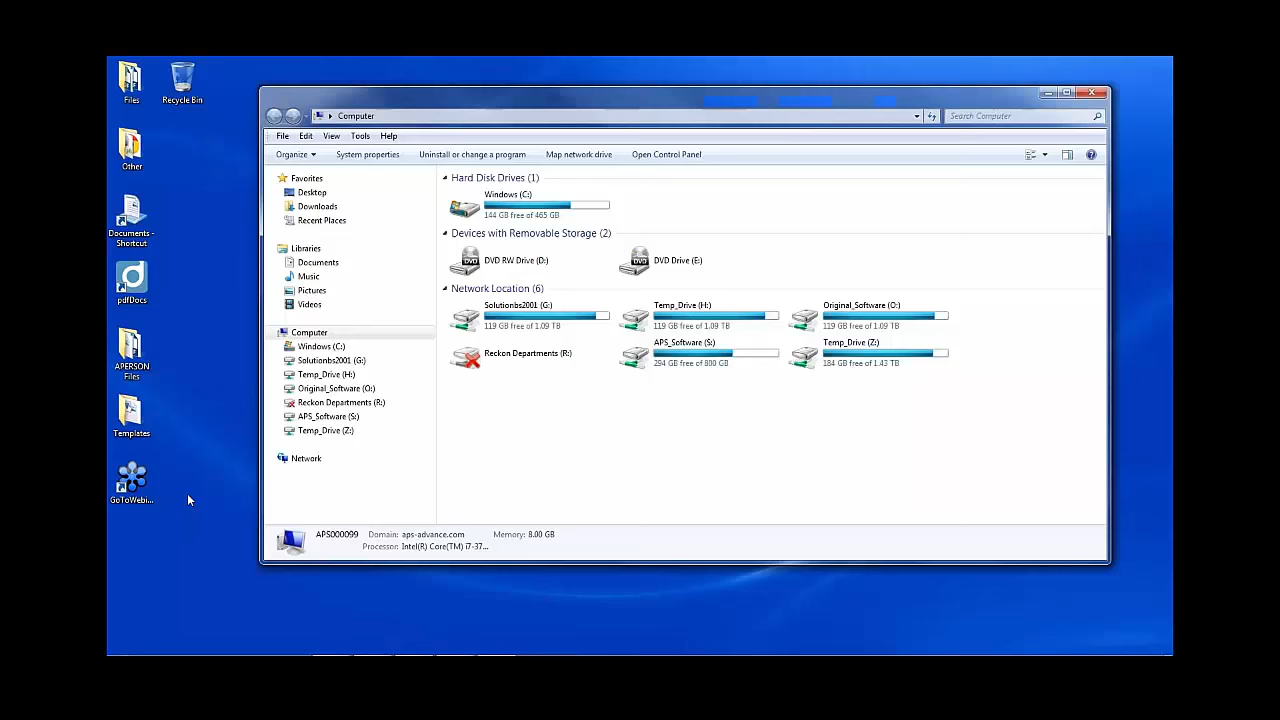 Files
Recycle Bin
Other
Documents -
Shortcut
pdfDocs
APERSON
Files
Templates
GoToWebi...
Computer
Search Computer
File Edit View Tools Help
Organize System properties Uninstall or change a program Map network drive Open Control Panel
Favorites
Desktop
Downloads
Recent Places
Libraries
Documents
Music
Pictures
Videos
Computer
Windows (C:)
Solutionbs2001 (G:)
Temp_Drive (H:)
Original_Software (O:)
Reckon Departments (R:)
APS_Software (S:)
Temp_Drive (Z:)
Network
Hard Disk Drives (1)
Windows (C:)
144 GB free of 465 GB
Devices with Removable Storage (2)
DVD RW Drive (D:)
DVD Drive (E:)
Network Location (6)
Solutionbs2001 (G:)
119 GB free of 1.09 TB
Temp_Drive (H:)
119 GB free of 1.09 TB
Original_Software (O:)
119 GB free of 1.09 TB
Reckon Departments (R:)
APS_Software (S:)
294 GB free of 800 GB
Temp_Drive (Z:)
184 GB free of 1.43 TB
APS000099 Domain: aps-advance.com Memory: 8.00 GB
Processor: Intel(R) Core(TM) i7-37...